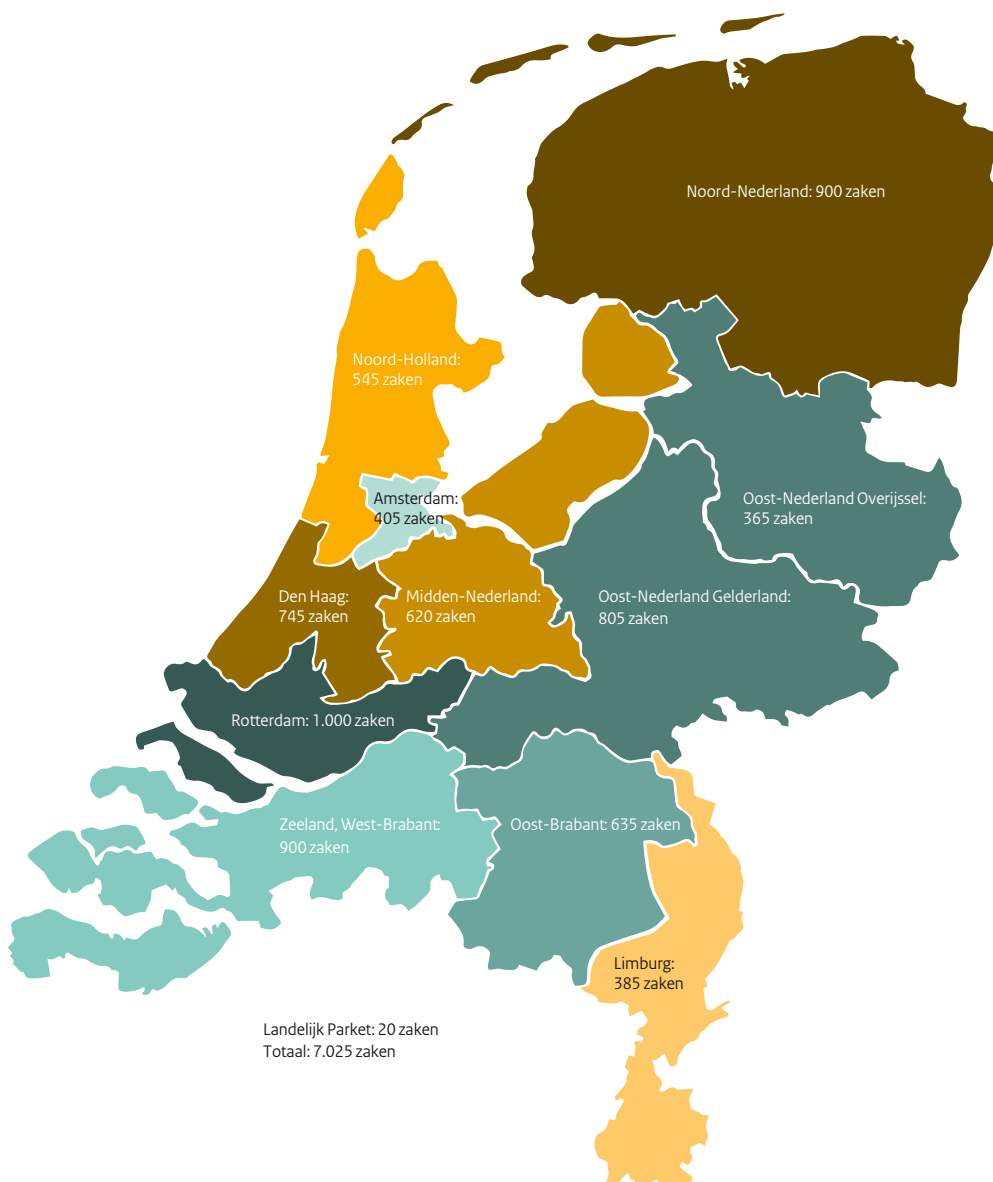 Noord-Nederland: 900 zaken
Noord-Holland:
545 zaken
Amsterdam:
405 zaken
Oost-Nederland Overijssel:
365 zaken
Den Haag:
745 zaken
Midden-Nederland:
620 zaken
Oost-Nederland Gelderland:
805 zaken
Rotterdam: 1.000 zaken
Zeeland, West-Brabant:
900 zaken
Oost-Brabant: 635 zaken
Limburg:
385 zaken
Landelijk Parket: 20 zaken
Totaal: 7.025 zaken